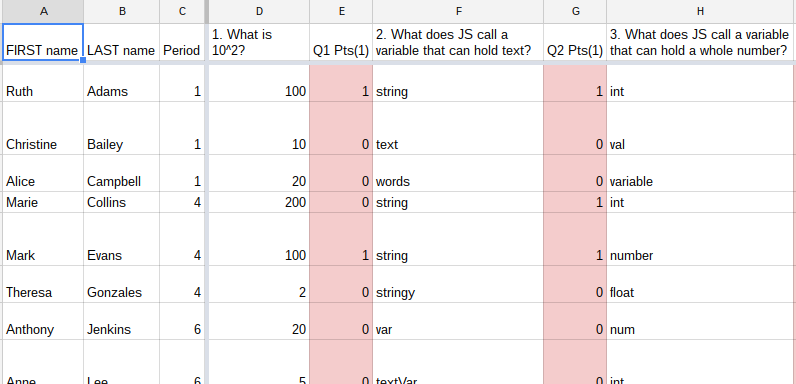 A B C D E F G H
FIRST name LAST name Period 1. What is 10^2? Q1 Pts(1) 2. What does JS call a variable that can hold text? Q2 Pts(1) 3. What does JS call a variable that can hold a whole number?
Ruth Adams 1 100 1 string 1 int
Christine Bailey 1 10 0 text 0 val
Alice Campbell 1 20 0 words 0 variable
Marie Collins 4 200 0 string 1 int
Mark Evans 4 100 1 string 1 number
Theresa Gonzales 4 2 0 stringy 0 float
Anthony Jenkins 6 20 0 var 0 num
Anne Lee 6 5 0 textVar 0 int